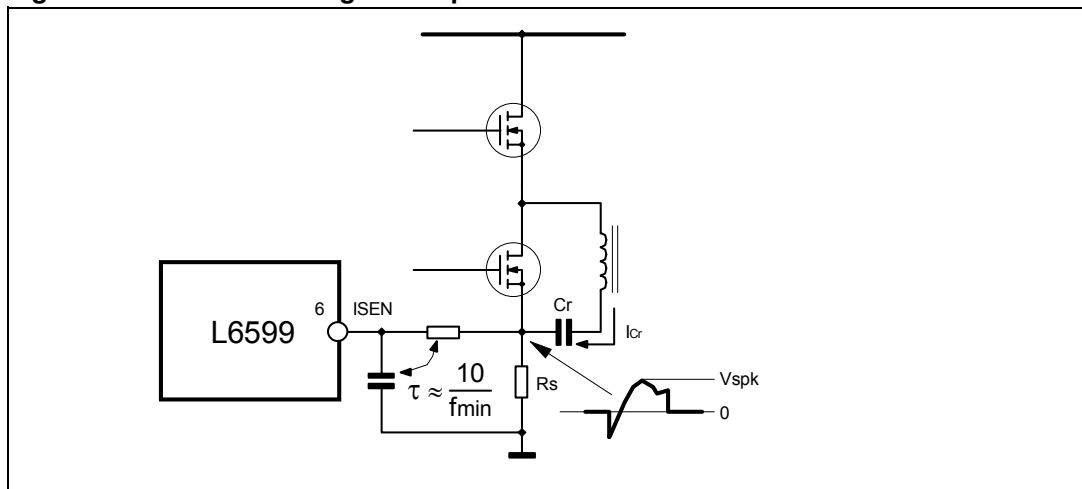 6 ISEN
L6599
Cr
ICr
τ ≈ 10
fmin
Rs
Vspk
0